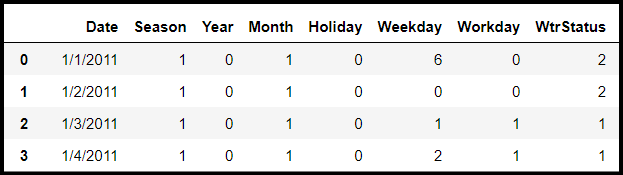 Date Season Year Month Holiday Weekday Workday WtrStatus
0 1/1/2011 1 0 1 0 6 0 2
1 1/2/2011 1 0 1 0 0 0 2
2 1/3/2011 1 0 1 0 1 1 1
3 1/4/2011 1 0 1 0 2 1 1